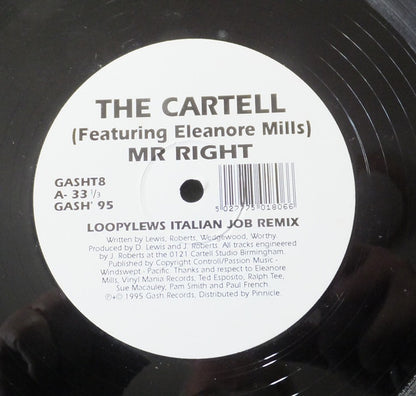 THE CARTELL
(Featuring Eleanore Mills)
MR RIGHT
GASHT8
A- 33 1/3
GASH' 95
5 027775 018066
LOOPYLEWS ITALIAN JOB REMIX
Written by Lewis, Roberts, Wedgewood, Worthy.
Produced by D. Lewis and J. Roberts. All tracks engineered
by J. Roberts at the 0121 Cartell Studio Birmingham.
Published by Copyright Controll/Passion Music -
Windswept - Pacific. Thanks and respect to Eleanore
Mills, Vinyl Mania Records, Ted Esposito, Ralph Tee,
Sue Macauley, Pam Smith and Paul French.
℗+© 1995 Gash Records, Distributed by Pinnicle.